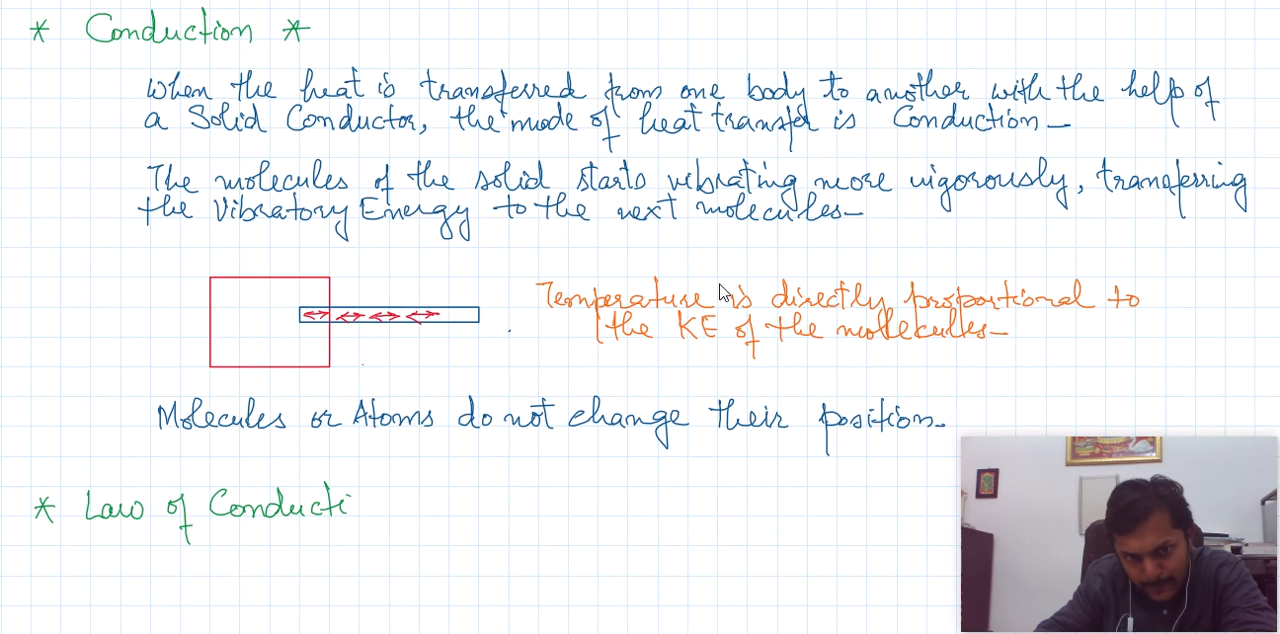 * Conduction *
When the heat is transferred from one body to another with the help of
a Solid Conductor, the mode of heat transfer is Conduction -
The molecules of the solid starts vibrating more vigorously, transferring
the Vibratory Energy to the next molecules -
Temperature is directly proportional to
the KE of the molecules -
Molecules or Atoms do not change their position.
* Law of Conducti